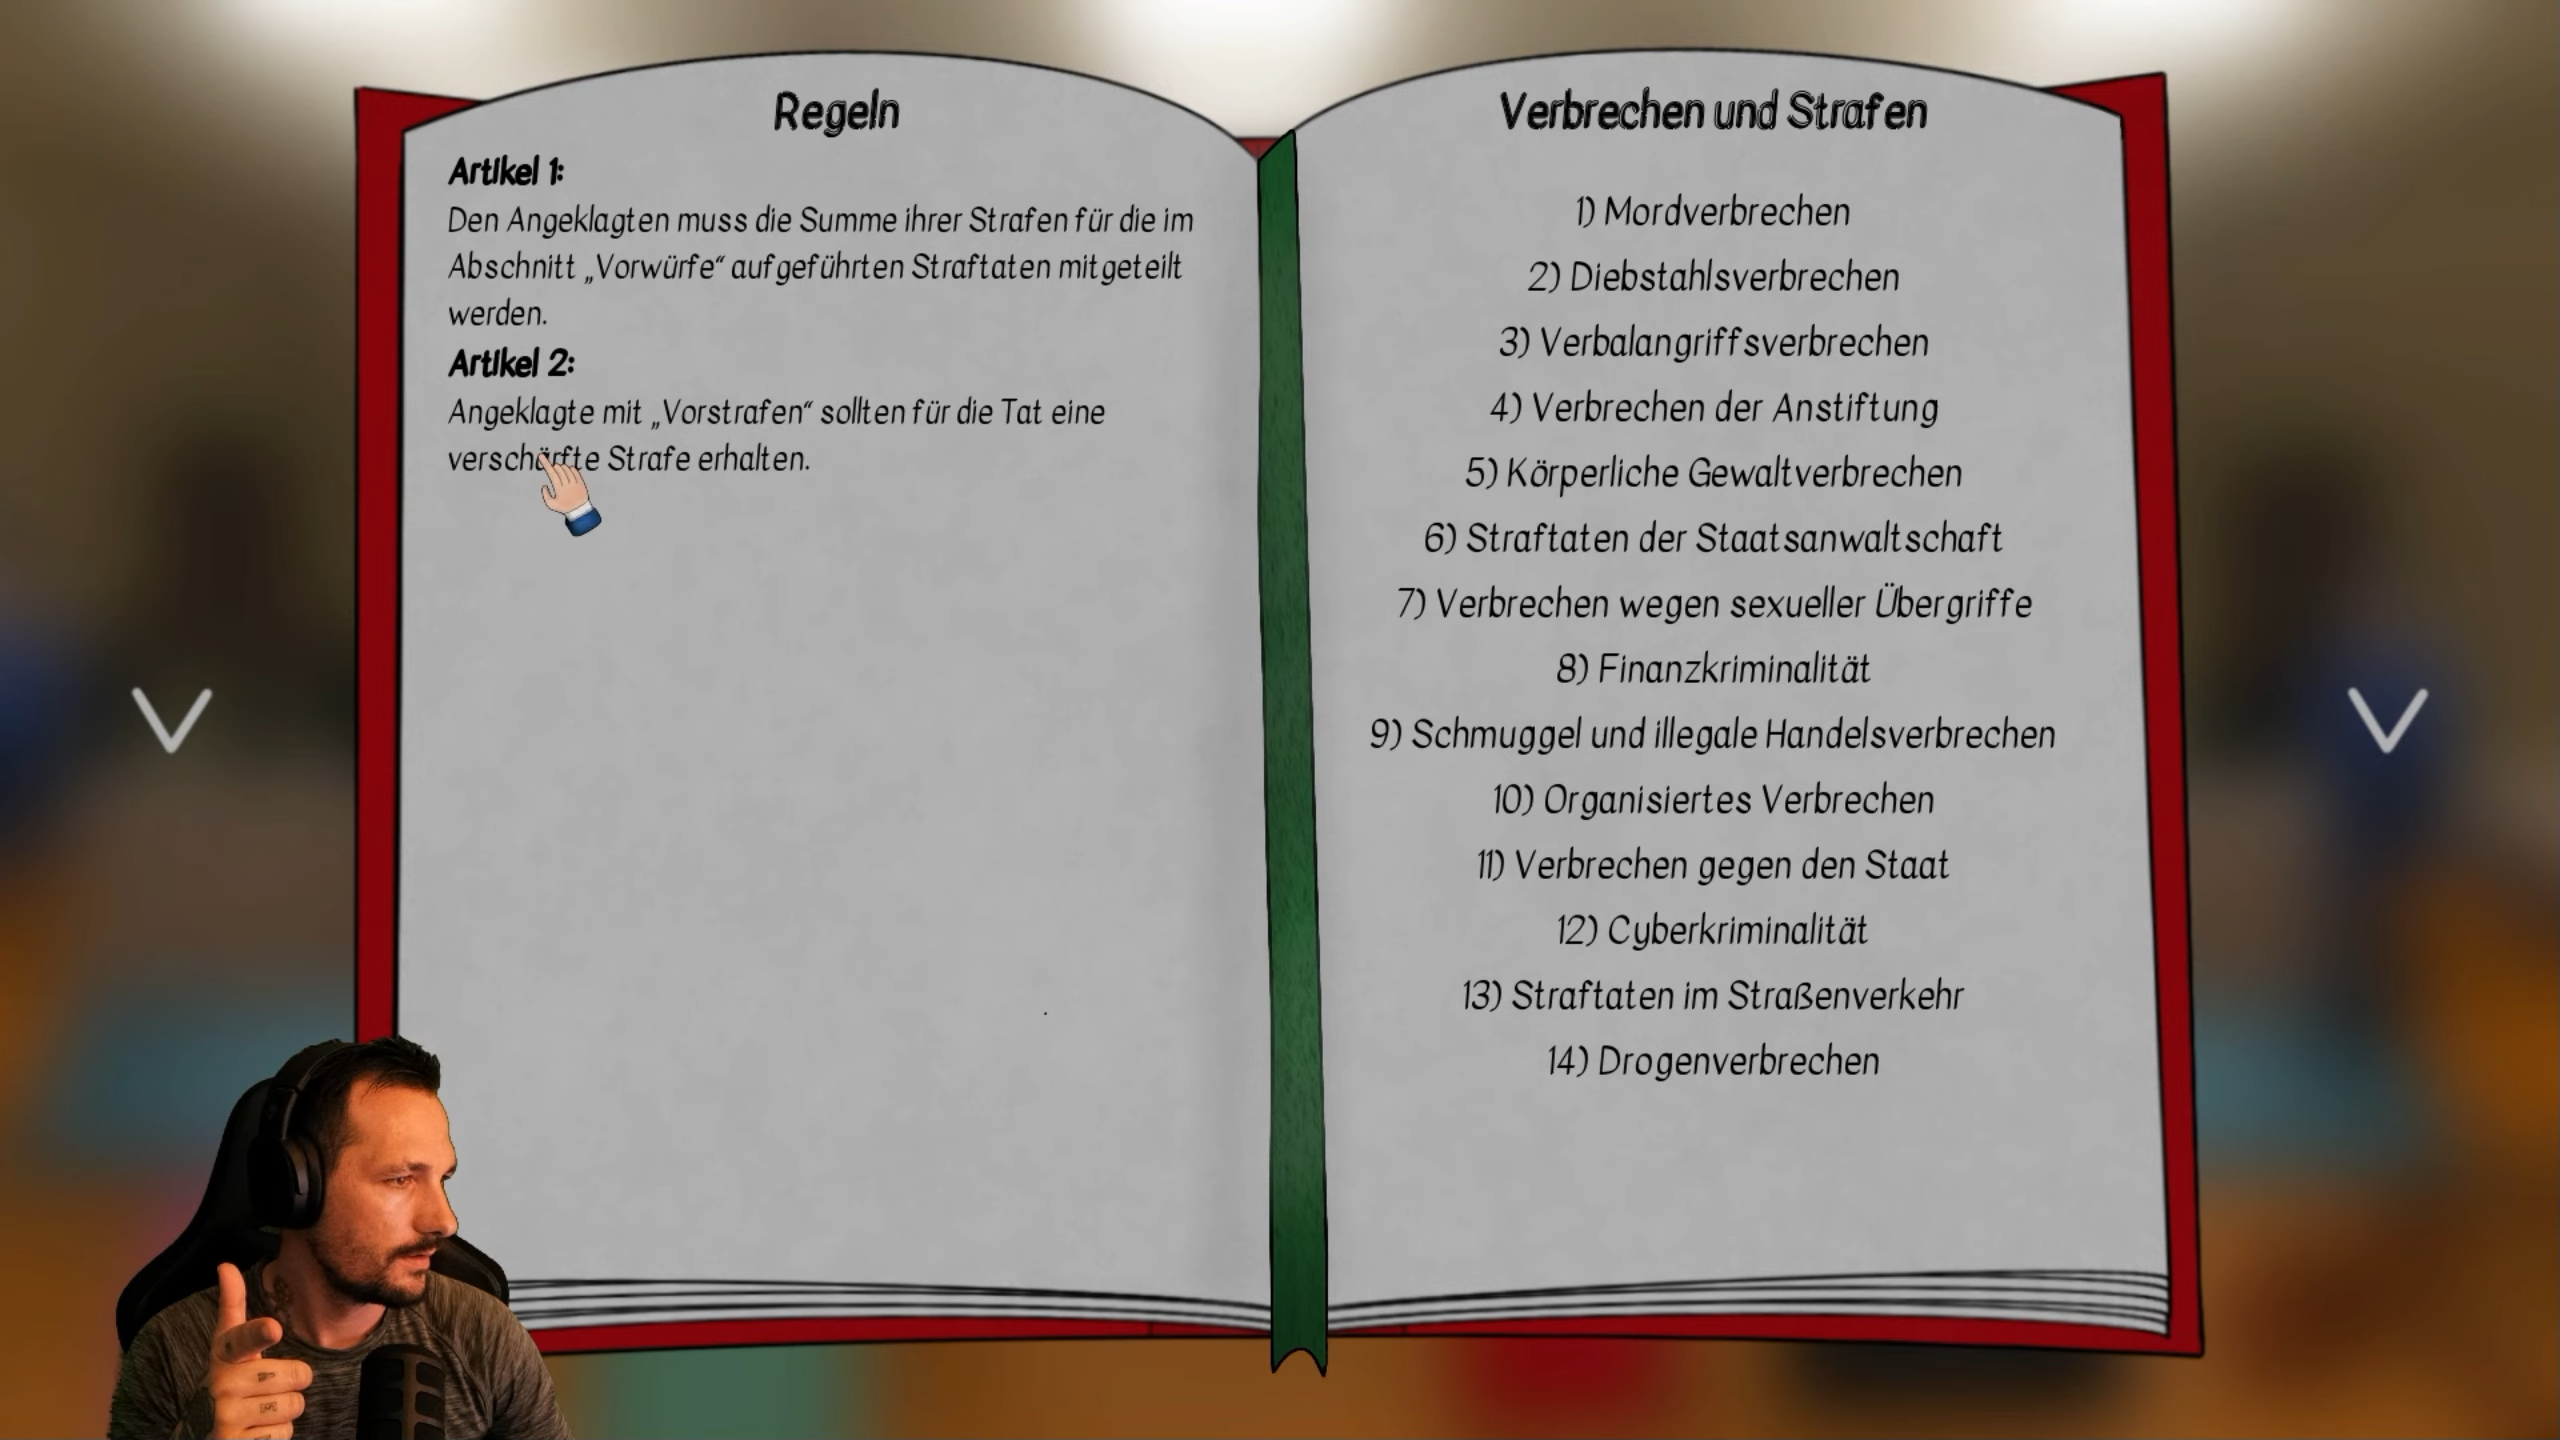 Regeln
Artikel 1:
Den Angeklagten muss die Summe ihrer Strafen für die im
Abschnitt „Vorwürfe“ aufgeführten Straftaten mitgeteilt
werden.
Artikel 2:
Angeklagte mit „Vorstrafen“ sollten für die Tat eine
verschärfte Strafe erhalten.
Verbrechen und Strafen
1) Mordverbrechen
2) Diebstahlsverbrechen
3) Verbalangriffsverbrechen
4) Verbrechen der Anstiftung
5) Körperliche Gewaltverbrechen
6) Straftaten der Staatsanwaltschaft
7) Verbrechen wegen sexueller Übergriffe
8) Finanzkriminalität
9) Schmuggel und illegale Handelsverbrechen
10) Organisiertes Verbrechen
11) Verbrechen gegen den Staat
12) Cyberkriminalität
13) Straftaten im Straßenverkehr
14) Drogenverbrechen